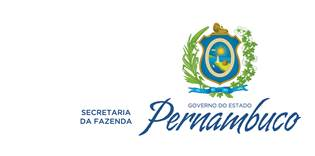 SECRETARIA
DA FAZENDA
GOVERNO DO ESTADO
Pernambuco